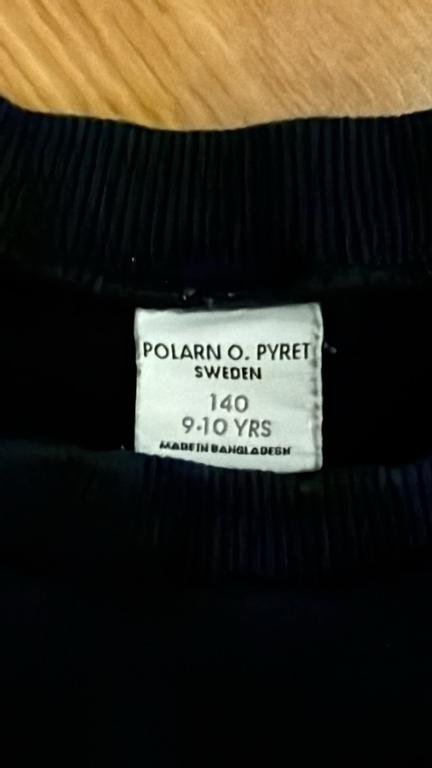 POLARN O. PYRET
SWEDEN
140
9-10 YRS
MADE IN BANGLADESH